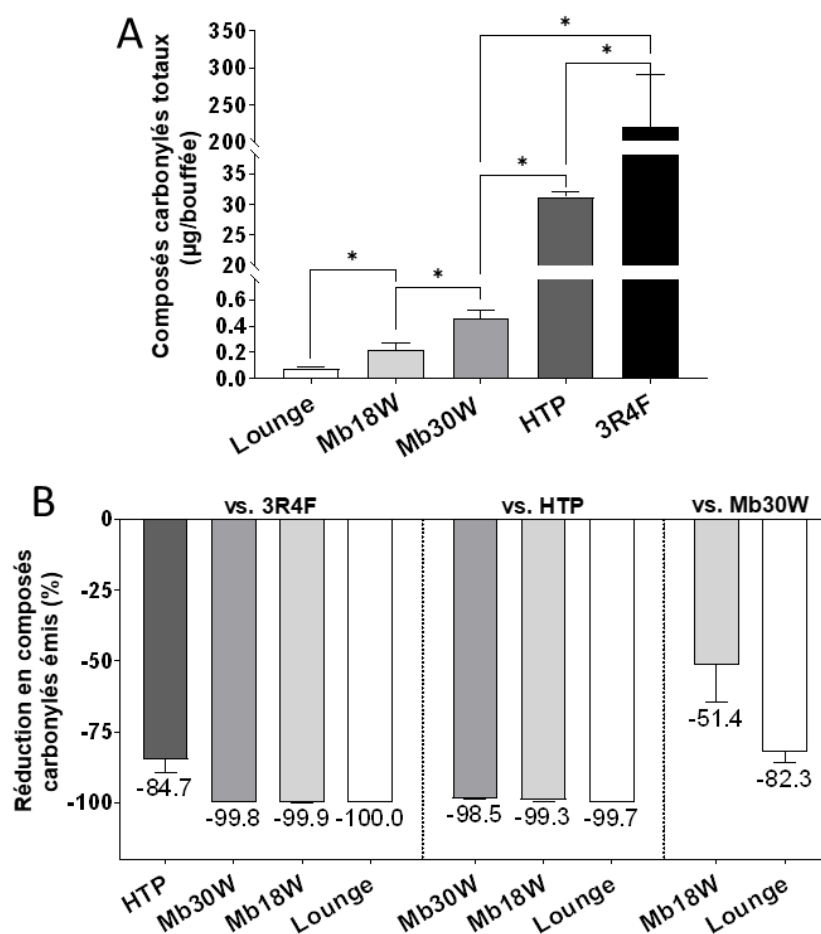 A
Composés carbonylés totaux
(µg/bouffée)
350
300
250
200
35
30
25
20
0.6
0.4
0.2
0.0
*
*
*
*
*
Lounge
Mb18W
Mb30W
HTP
3R4F
B
Réduction en composés
carbonylés émis (%)
vs. 3R4F
vs. HTP
vs. Mb30W
0
-25
-50
-75
-100
-84.7
-99.8
-99.9
-100.0
-98.5
-99.3
-99.7
-51.4
-82.3
HTP
Mb30W
Mb18W
Lounge
Mb30W
Mb18W
Lounge
Mb18W
Lounge